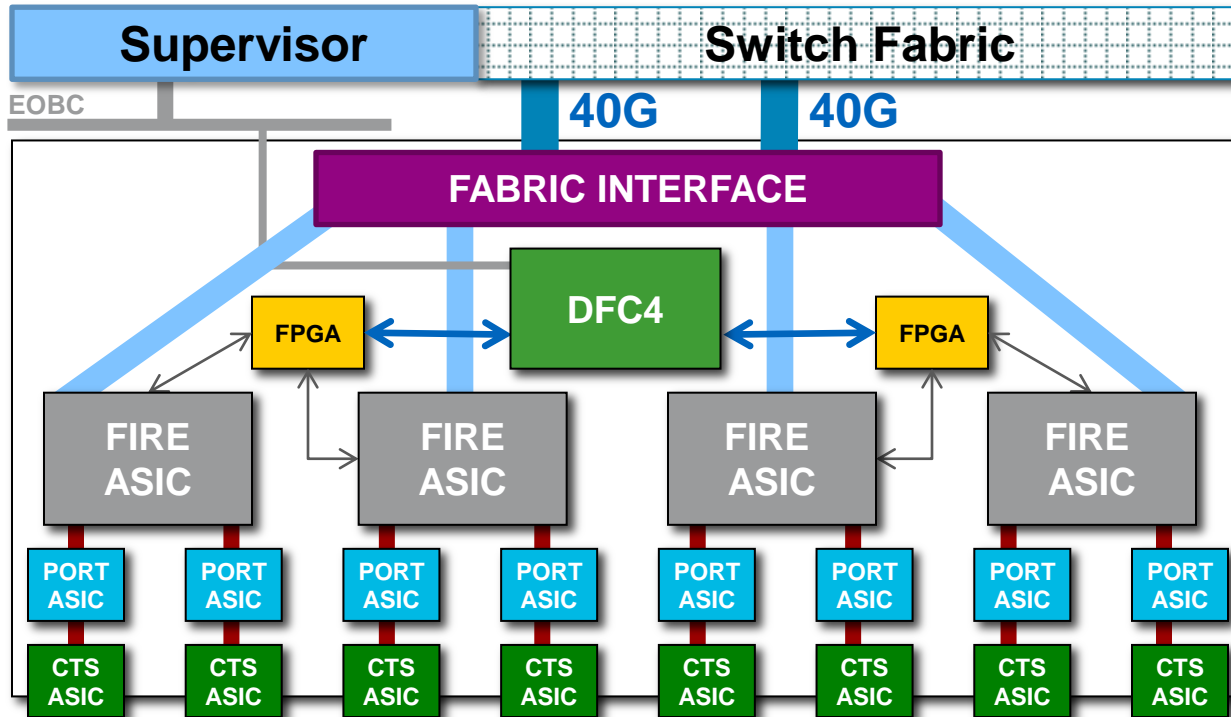 Supervisor
Switch Fabric
EOBC
40G
40G
FABRIC INTERFACE
DFC4
FPGA
FPGA
FIRE
ASIC
FIRE
ASIC
FIRE
ASIC
FIRE
ASIC
PORT
ASIC
PORT
ASIC
PORT
ASIC
PORT
ASIC
PORT
ASIC
PORT
ASIC
PORT
ASIC
PORT
ASIC
CTS
ASIC
CTS
ASIC
CTS
ASIC
CTS
ASIC
CTS
ASIC
CTS
ASIC
CTS
ASIC
CTS
ASIC